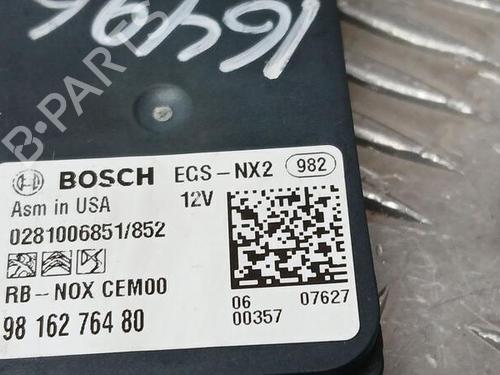 16496
B-PARTS
BOSCH EGS-NX2 982
Asm in USA 12V
0281006851/852
RB-NOX CEM00
98 162 764 80
06 07627
00357